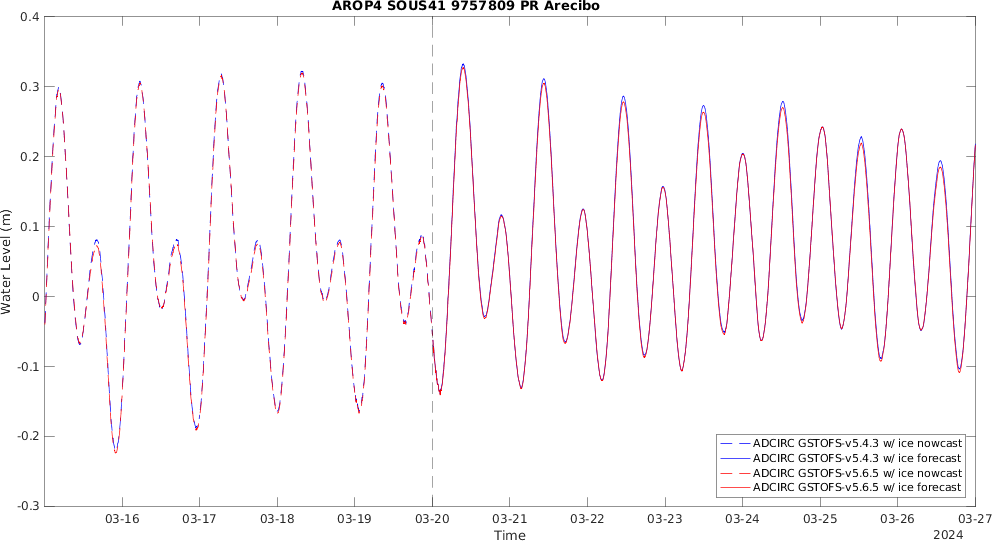 AROP4 SOUS41 9757809 PR Arecibo
Water Level (m)
0.4
0.3
0.2
0.1
0
-0.1
-0.2
-0.3
ADCIRC GSTOFS-v5.4.3 w/ ice nowcast
ADCIRC GSTOFS-v5.4.3 w/ ice forecast
ADCIRC GSTOFS-v5.6.5 w/ ice nowcast
ADCIRC GSTOFS-v5.6.5 w/ ice forecast
03-16 03-17 03-18 03-19 03-20 03-21 03-22 03-23 03-24 03-25 03-26 03-27
Time
2024